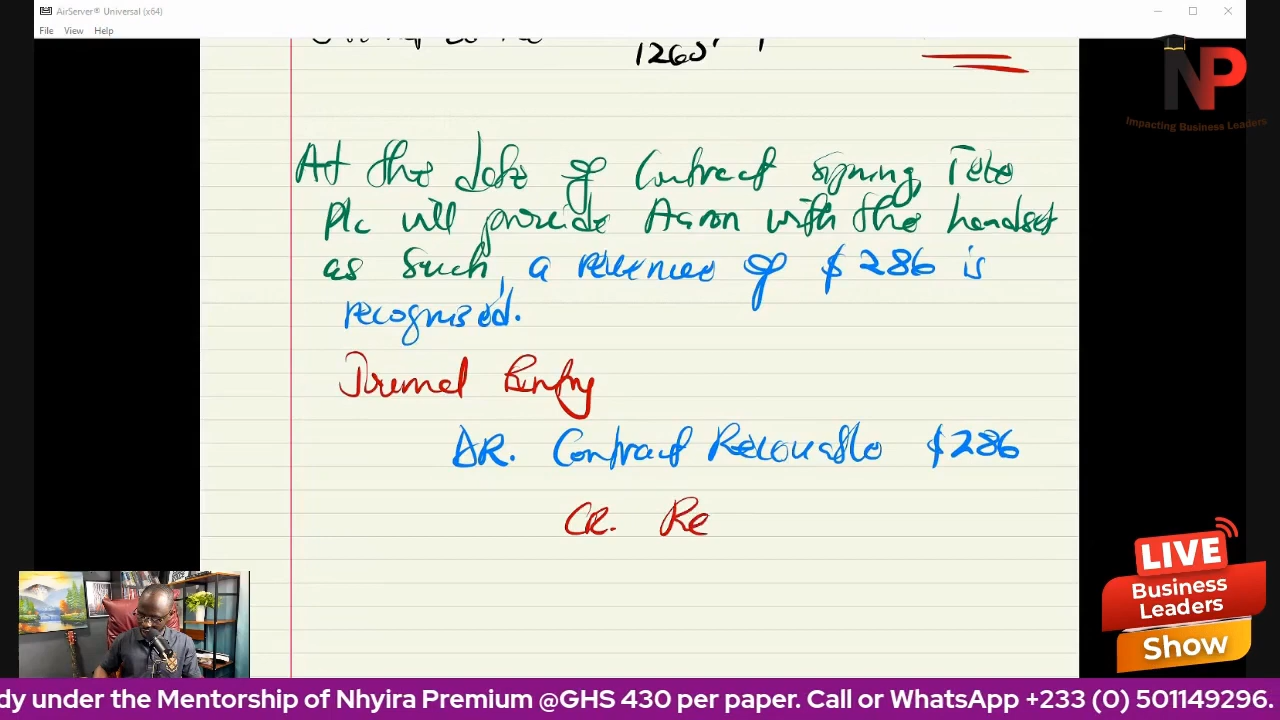 AirServer® Universal (x64)
File View Help
1260
NP
Impacting Business Leaders
At the date of Contract signing, Tele
Plc will provide Aaron with the headset
as such, a revenue of $286 is
recognised.
Journal Entry
DR. Contract Receivable $286
CR. Re
LIVE
Business
Leaders
Show
dy under the Mentorship of Nhyira Premium @GHS 430 per paper. Call or WhatsApp +233 (0) 501149296.